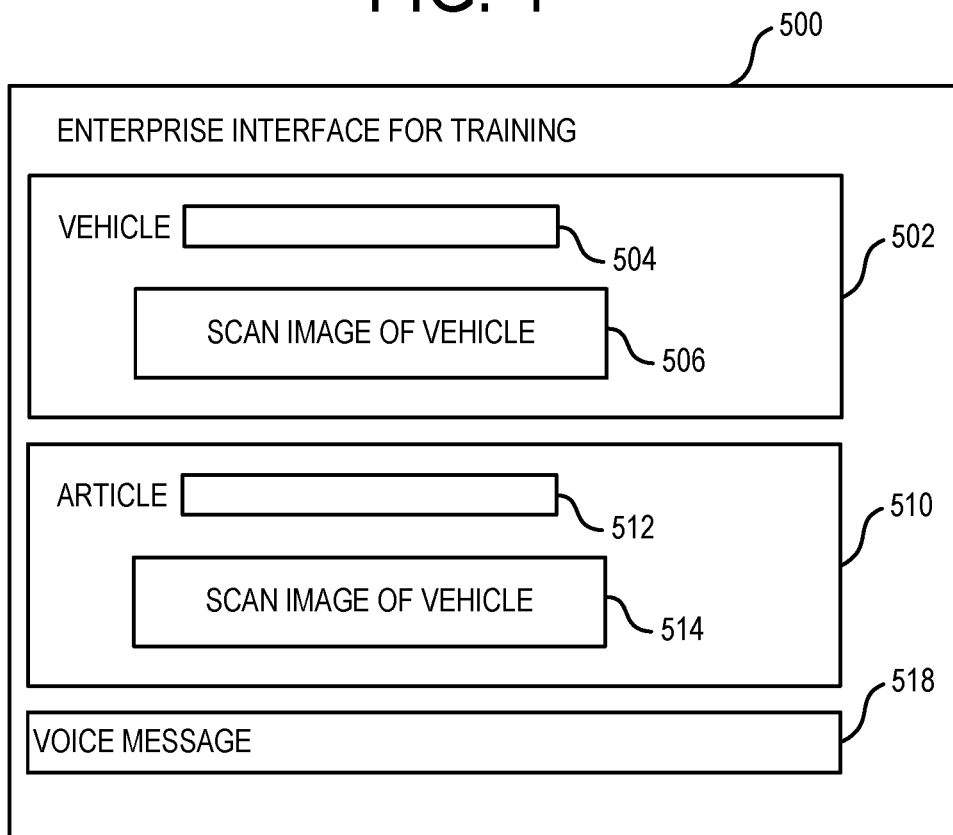 FIG.
500
ENTERPRISE INTERFACE FOR TRAINING
VEHICLE
504
502
SCAN IMAGE OF VEHICLE
506
ARTICLE
512
510
SCAN IMAGE OF VEHICLE
514
518
VOICE MESSAGE